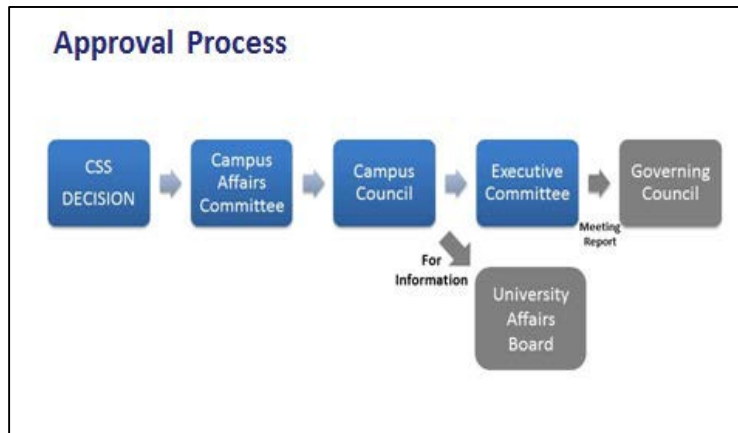 Approval Process
CSS
DECISION
Campus
Affairs
Committee
Campus
Council
Executive
Committee
Meeting
Report
Governing
Council
For
Information
University
Affairs
Board